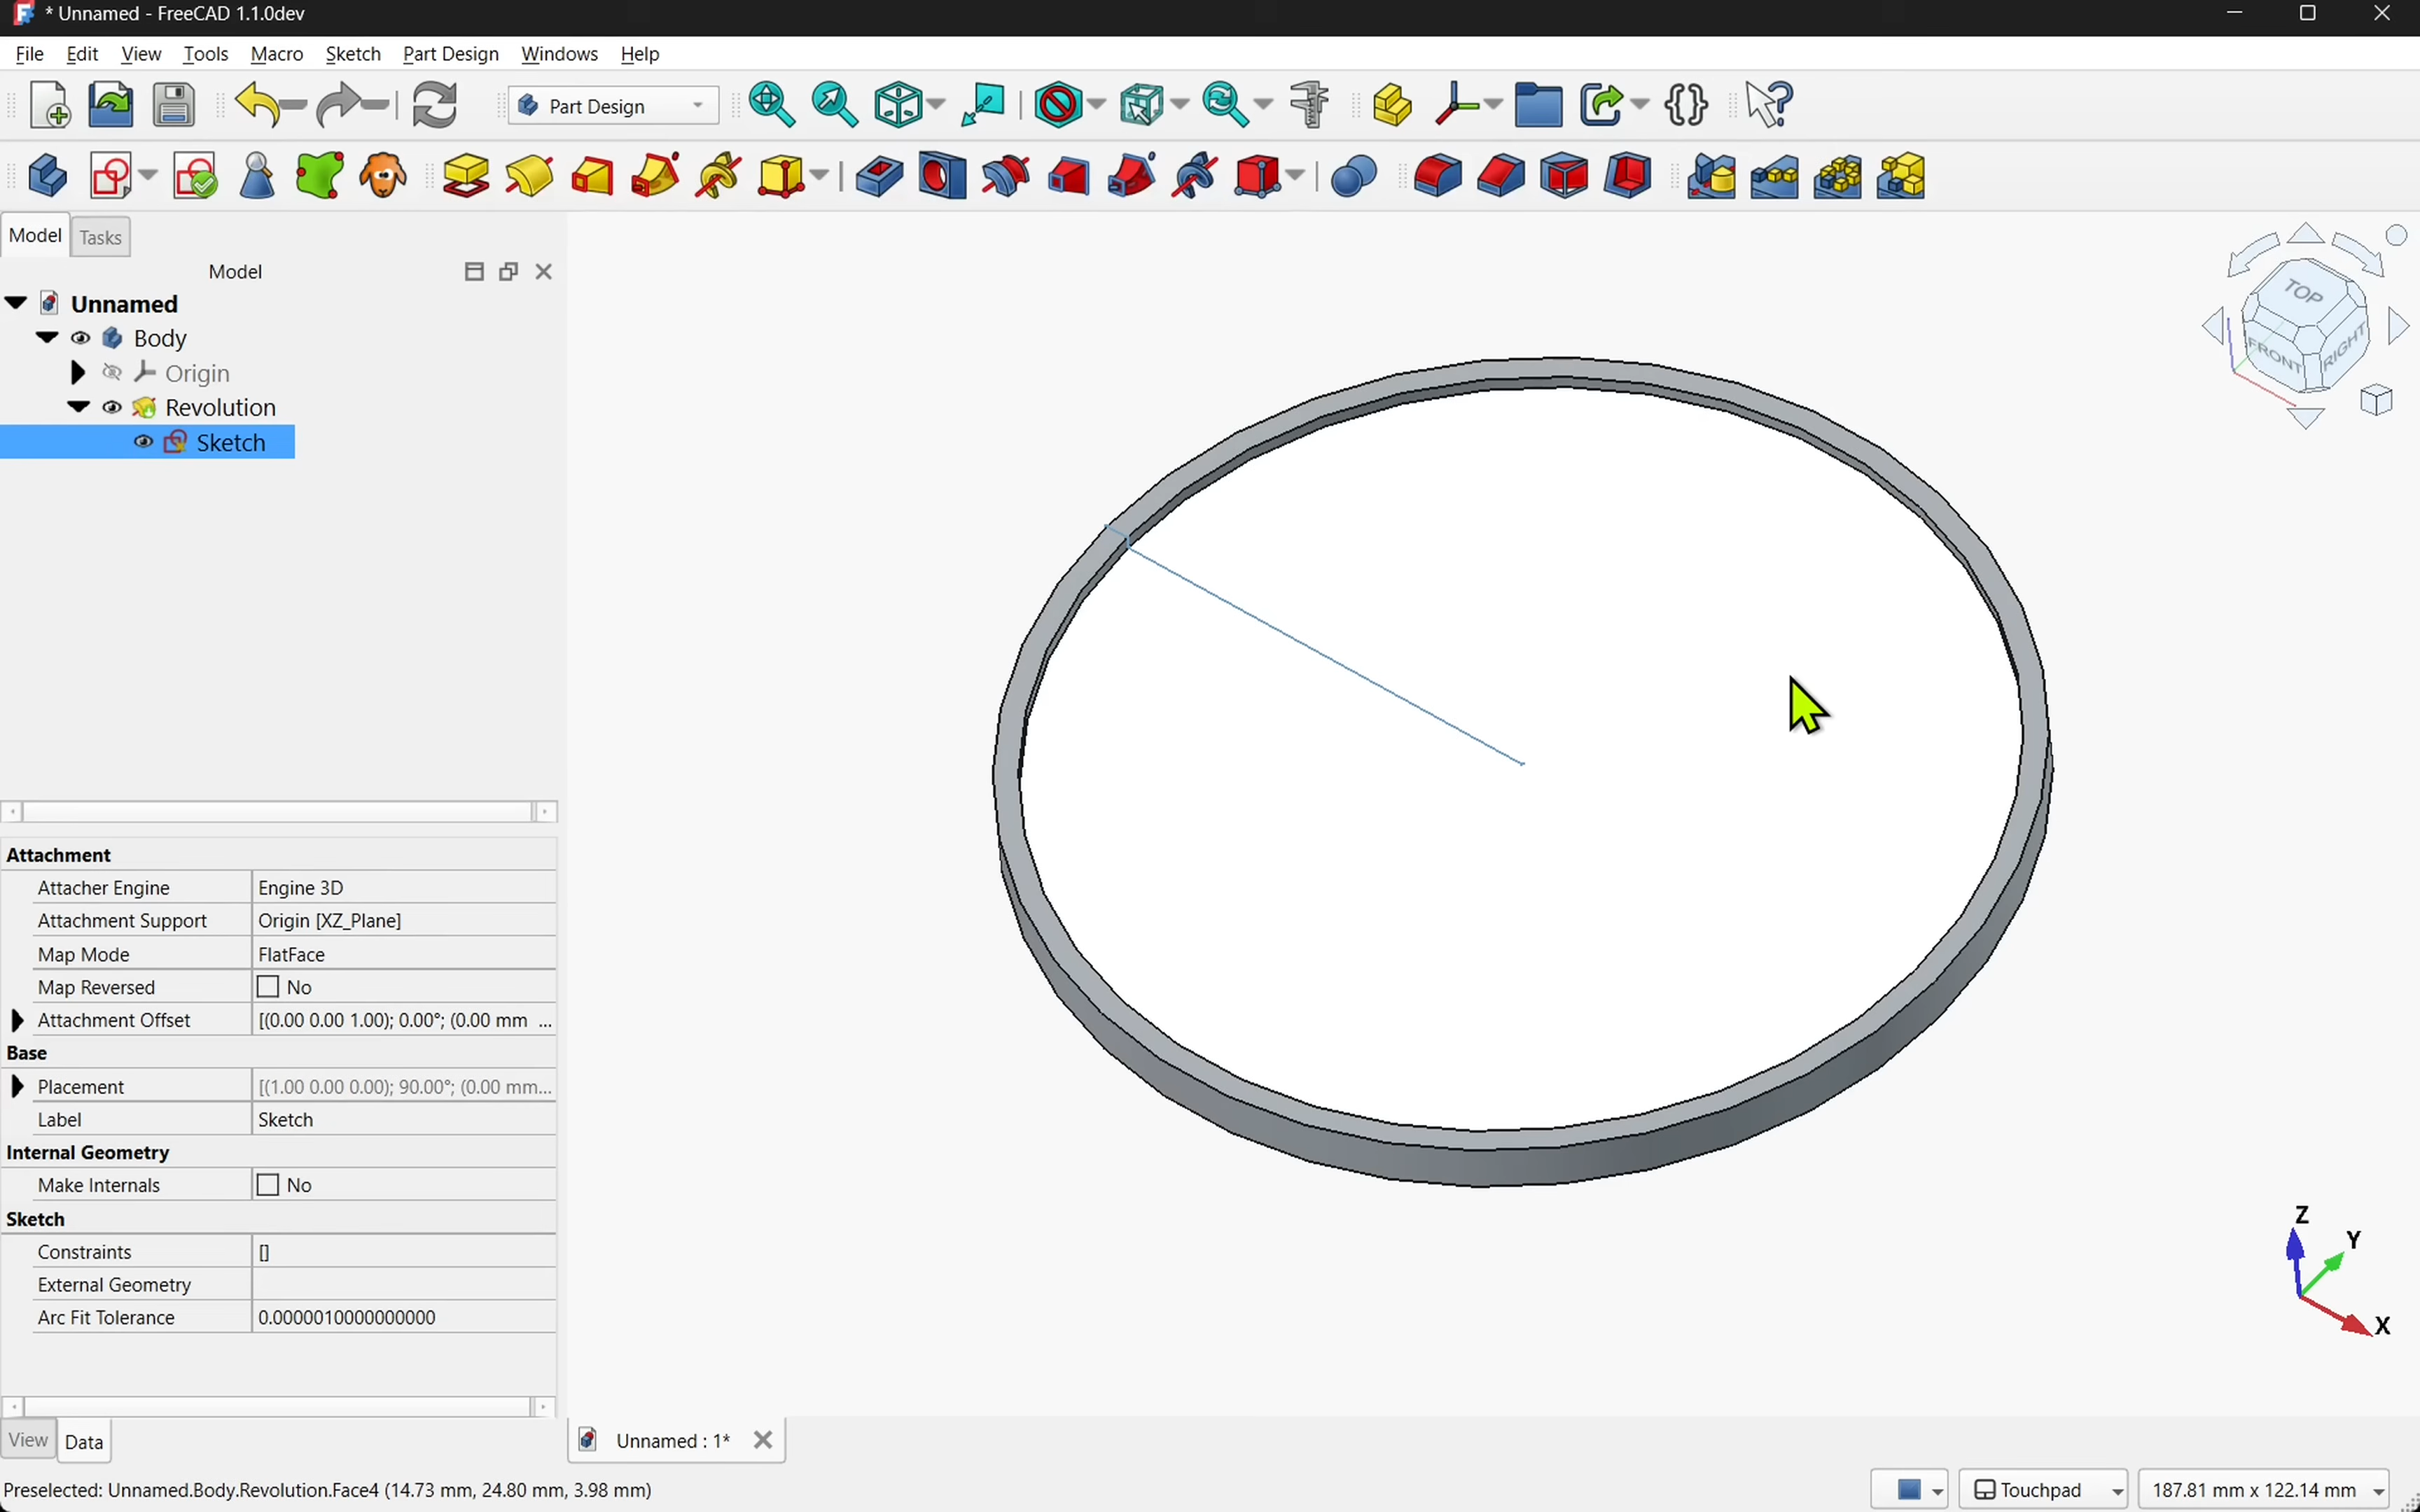 * Unnamed - FreeCAD 1.1.0dev
File Edit View Tools Macro Sketch Part Design Windows Help
Part Design
Model Tasks
Model
Unnamed
Body
Origin
Revolution
Sketch
TOP
FRONT RIGHT
Attachment
Attacher Engine Engine 3D
Attachment Support Origin [XZ_Plane]
Map Mode FlatFace
Map Reversed No
Attachment Offset [(0.00 0.00 1.00); 0.00°; (0.00 mm ...
Base
Placement [(1.00 0.00 0.00); 90.00°; (0.00 mm...
Label Sketch
Internal Geometry
Make Internals No
Sketch
Constraints []
External Geometry
Arc Fit Tolerance 0.0000010000000000
Z
Y
X
View Data
Unnamed : 1*
Preselected: Unnamed.Body.Revolution.Face4 (14.73 mm, 24.80 mm, 3.98 mm)
Touchpad
187.81 mm x 122.14 mm